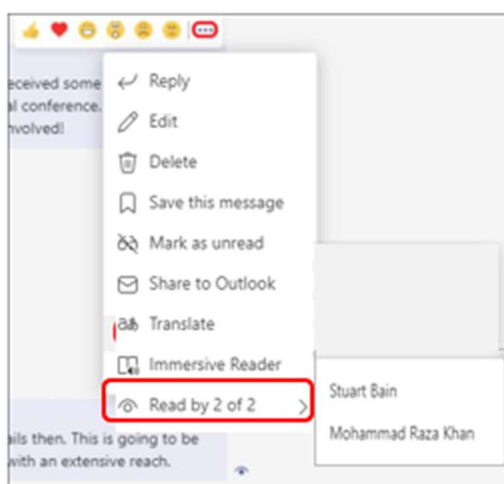 eceived some
al conference.
nvolved!
Reply
Edit
Delete
Save this message
Mark as unread
Share to Outlook
Translate
Immersive Reader
Read by 2 of 2
Stuart Bain
Mohammad Raza Khan
ails then. This is going to be
with an extensive reach.